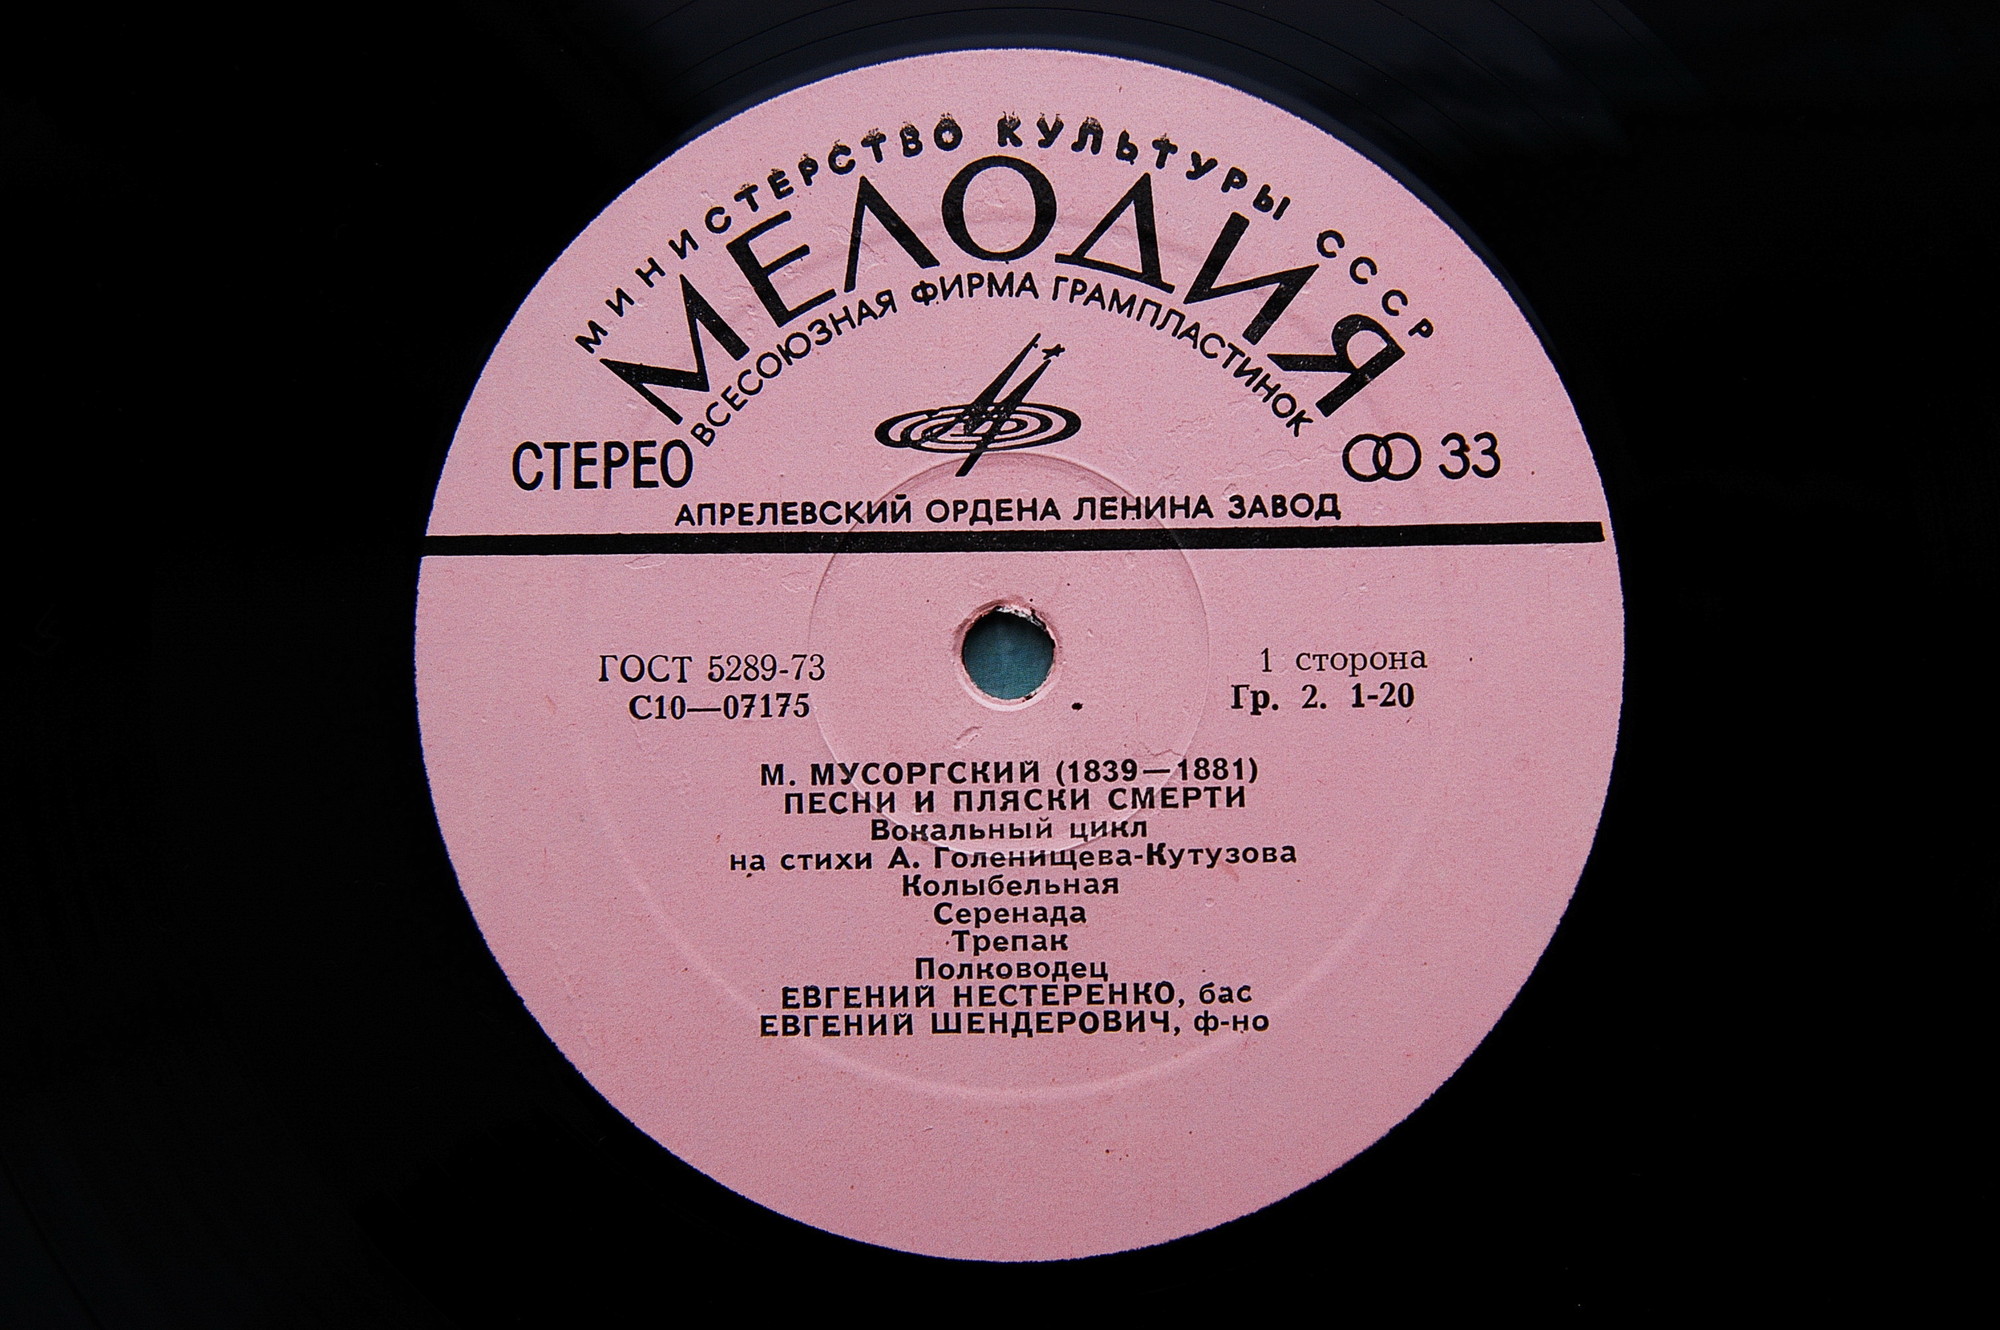 МИНИСТЕРСТВО КУЛЬТУРЫ СССР
МЕЛОДИЯ
ВСЕСОЮЗНАЯ ФИРМА ГРАМПЛАСТИНОК
СТЕРЕО
33
АПРЕЛЕВСКИЙ ОРДЕНА ЛЕНИНА ЗАВОД
ГОСТ 5289-73
С10—07175
1 сторона
Гр. 2. 1-20
М. МУСОРГСКИЙ (1839—1881)
ПЕСНИ И ПЛЯСКИ СМЕРТИ
Вокальный цикл
на стихи А. Голенищева-Кутузова
Колыбельная
Серенада
Трепак
Полководец
ЕВГЕНИЙ НЕСТЕРЕНКО, бас
ЕВГЕНИЙ ШЕНДЕРОВИЧ, ф-но